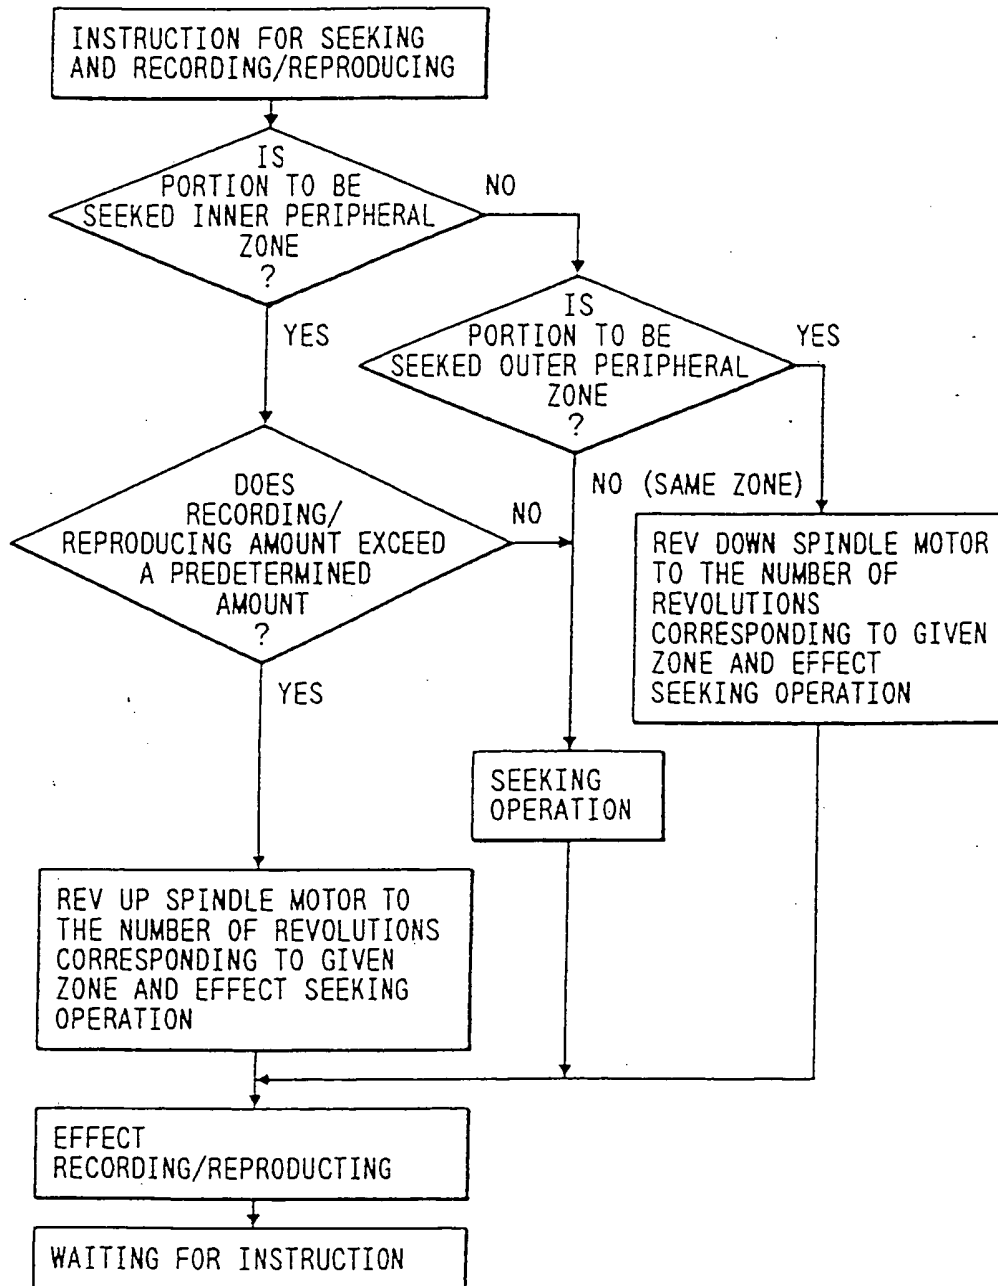 INSTRUCTION FOR SEEKING
AND RECORDING/REPRODUCING
IS
PORTION TO BE
SEEKED INNER PERIPHERAL
ZONE
?
NO
YES
IS
PORTION TO BE
SEEKED OUTER PERIPHERAL
ZONE
?
YES
NO (SAME ZONE)
DOES
RECORDING/
REPRODUCING AMOUNT EXCEED
A PREDETERMINED
AMOUNT
?
NO
YES
REV DOWN SPINDLE MOTOR
TO THE NUMBER OF
REVOLUTIONS
CORRESPONDING TO GIVEN
ZONE AND EFFECT
SEEKING OPERATION
SEEKING
OPERATION
REV UP SPINDLE MOTOR TO
THE NUMBER OF REVOLUTIONS
CORRESPONDING TO GIVEN
ZONE AND EFFECT SEEKING
OPERATION
EFFECT
RECORDING/REPRODUCTING
WAITING FOR INSTRUCTION